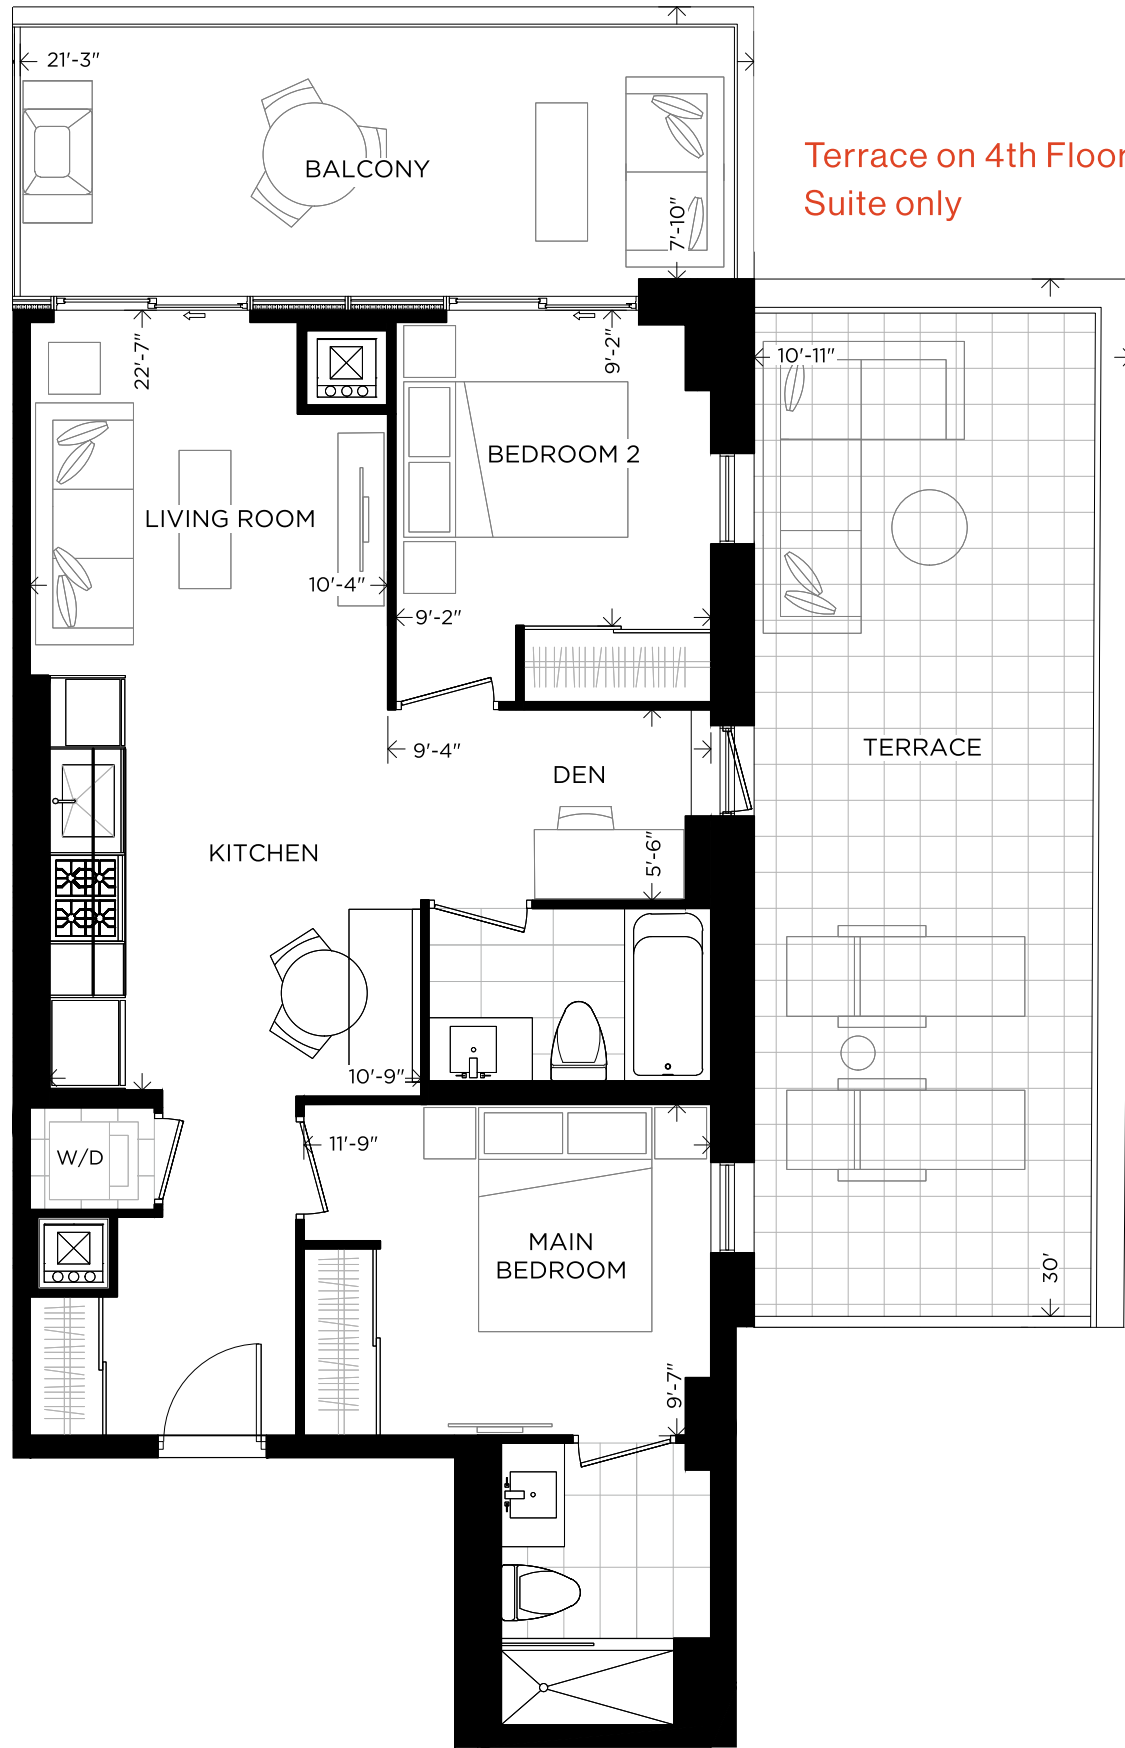 21'-3"
BALCONY
7'-10"
Terrace on 4th Floor
Suite only
22'-7"
9'-2"
10'-11"
BEDROOM 2
LIVING ROOM
10'-4"
9'-2"
9'-4"
DEN
TERRACE
KITCHEN
5'-6"
10'-9"
11'-9"
W/D
MAIN
BEDROOM
30'
9'-7"